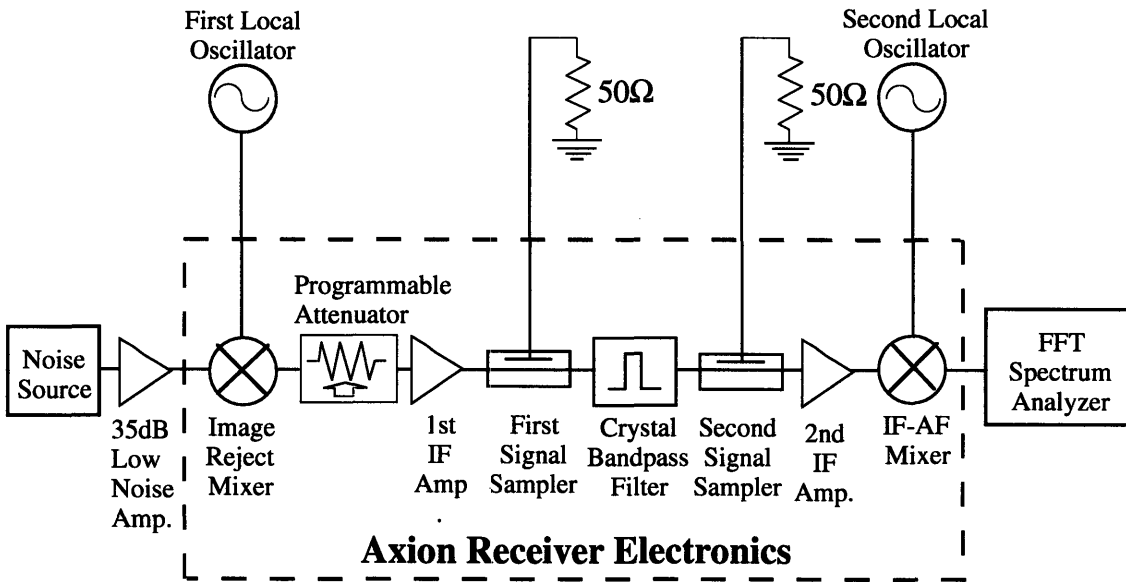 First Local
Oscillator
Second Local
Oscillator
50Ω
50Ω
Programmable
Attenuator
Noise
Source
FFT
Spectrum
Analyzer
35dB
Low
Noise
Amp.
Image
Reject
Mixer
1st
IF
Amp
First
Signal
Sampler
Crystal
Bandpass
Filter
Second
Signal
Sampler
2nd
IF
Amp.
IF-AF
Mixer
Axion Receiver Electronics